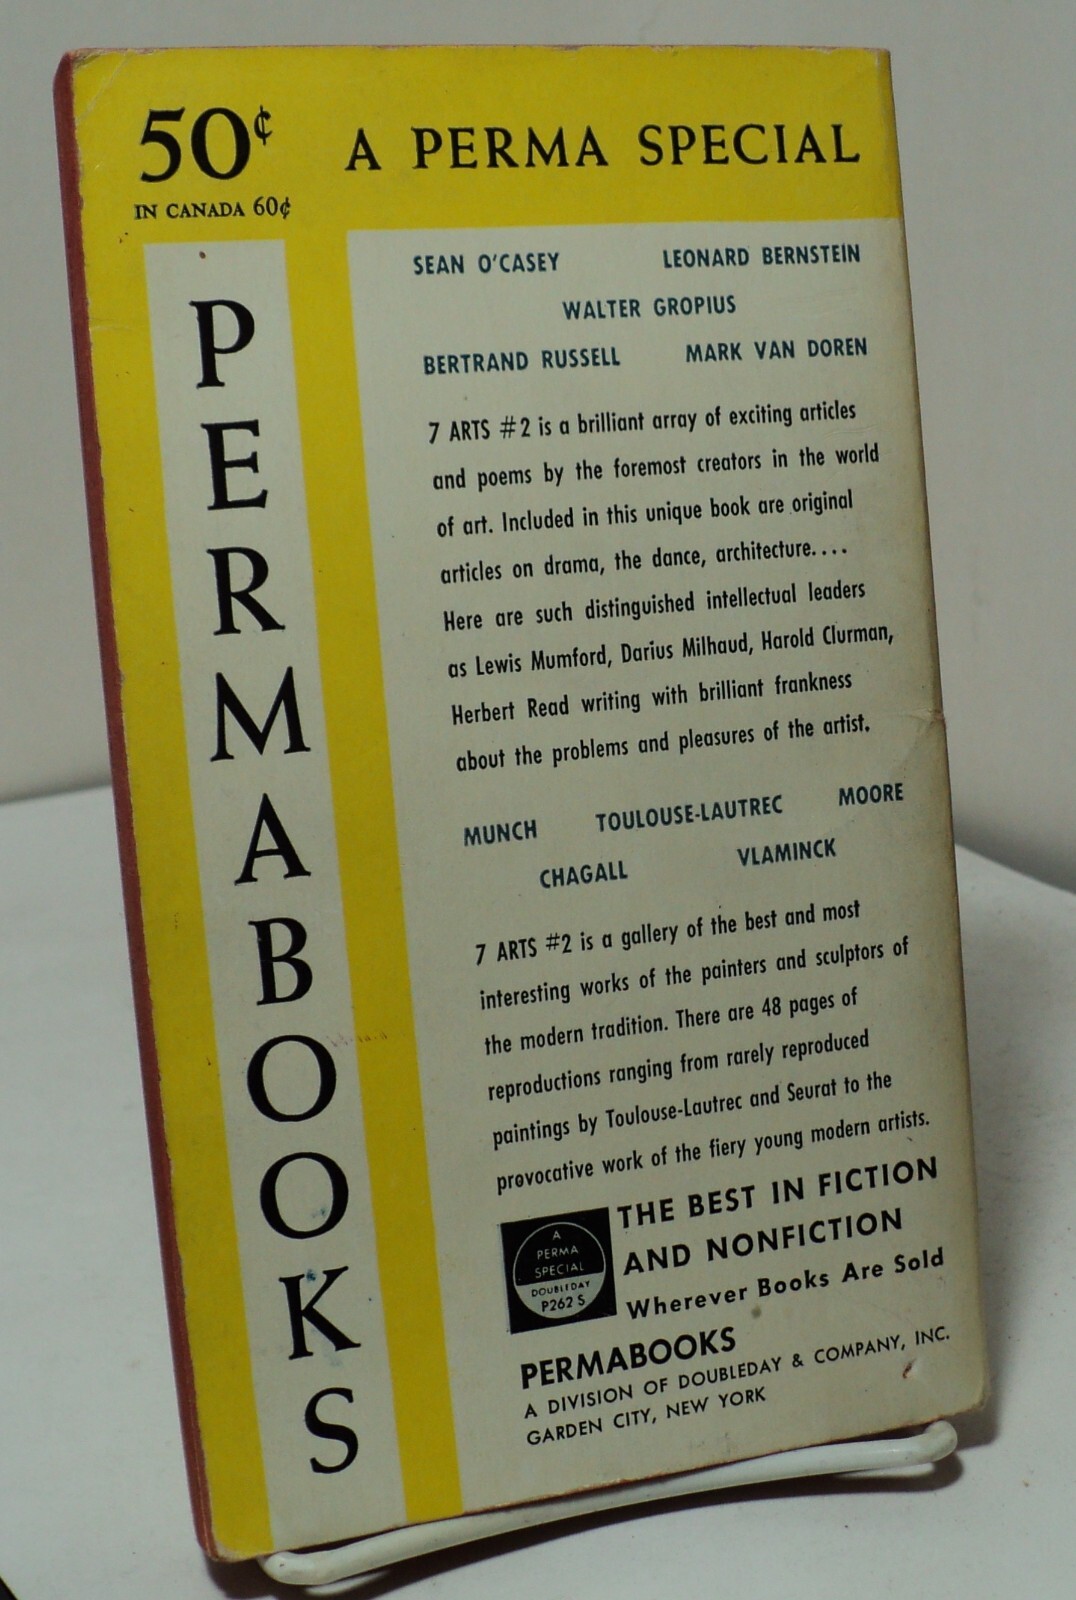 50¢ A PERMA SPECIAL
IN CANADA 60¢
PERMABOOKS
SEAN O'CASEY LEONARD BERNSTEIN
WALTER GROPIUS
BERTRAND RUSSELL MARK VAN DOREN
7 ARTS #2 is a brilliant array of exciting articles
and poems by the foremost creators in the world
of art. Included in this unique book are original
articles on drama, the dance, architecture....
Here are such distinguished intellectual leaders
as Lewis Mumford, Darius Milhaud, Harold Clurman,
Herbert Read writing with brilliant frankness
about the problems and pleasures of the artist.
MUNCH TOULOUSE-LAUTREC MOORE
CHAGALL VLAMINCK
7 ARTS #2 is a gallery of the best and most
interesting works of the painters and sculptors of
the modern tradition. There are 48 pages of
reproductions ranging from rarely reproduced
paintings by Toulouse-Lautrec and Seurat to the
provocative work of the fiery young modern artists.
A
PERMA
SPECIAL
DOUBLEDAY
P262 S
THE BEST IN FICTION
AND NONFICTION
Wherever Books Are Sold
PERMABOOKS
A DIVISION OF DOUBLEDAY & COMPANY, INC.
GARDEN CITY, NEW YORK